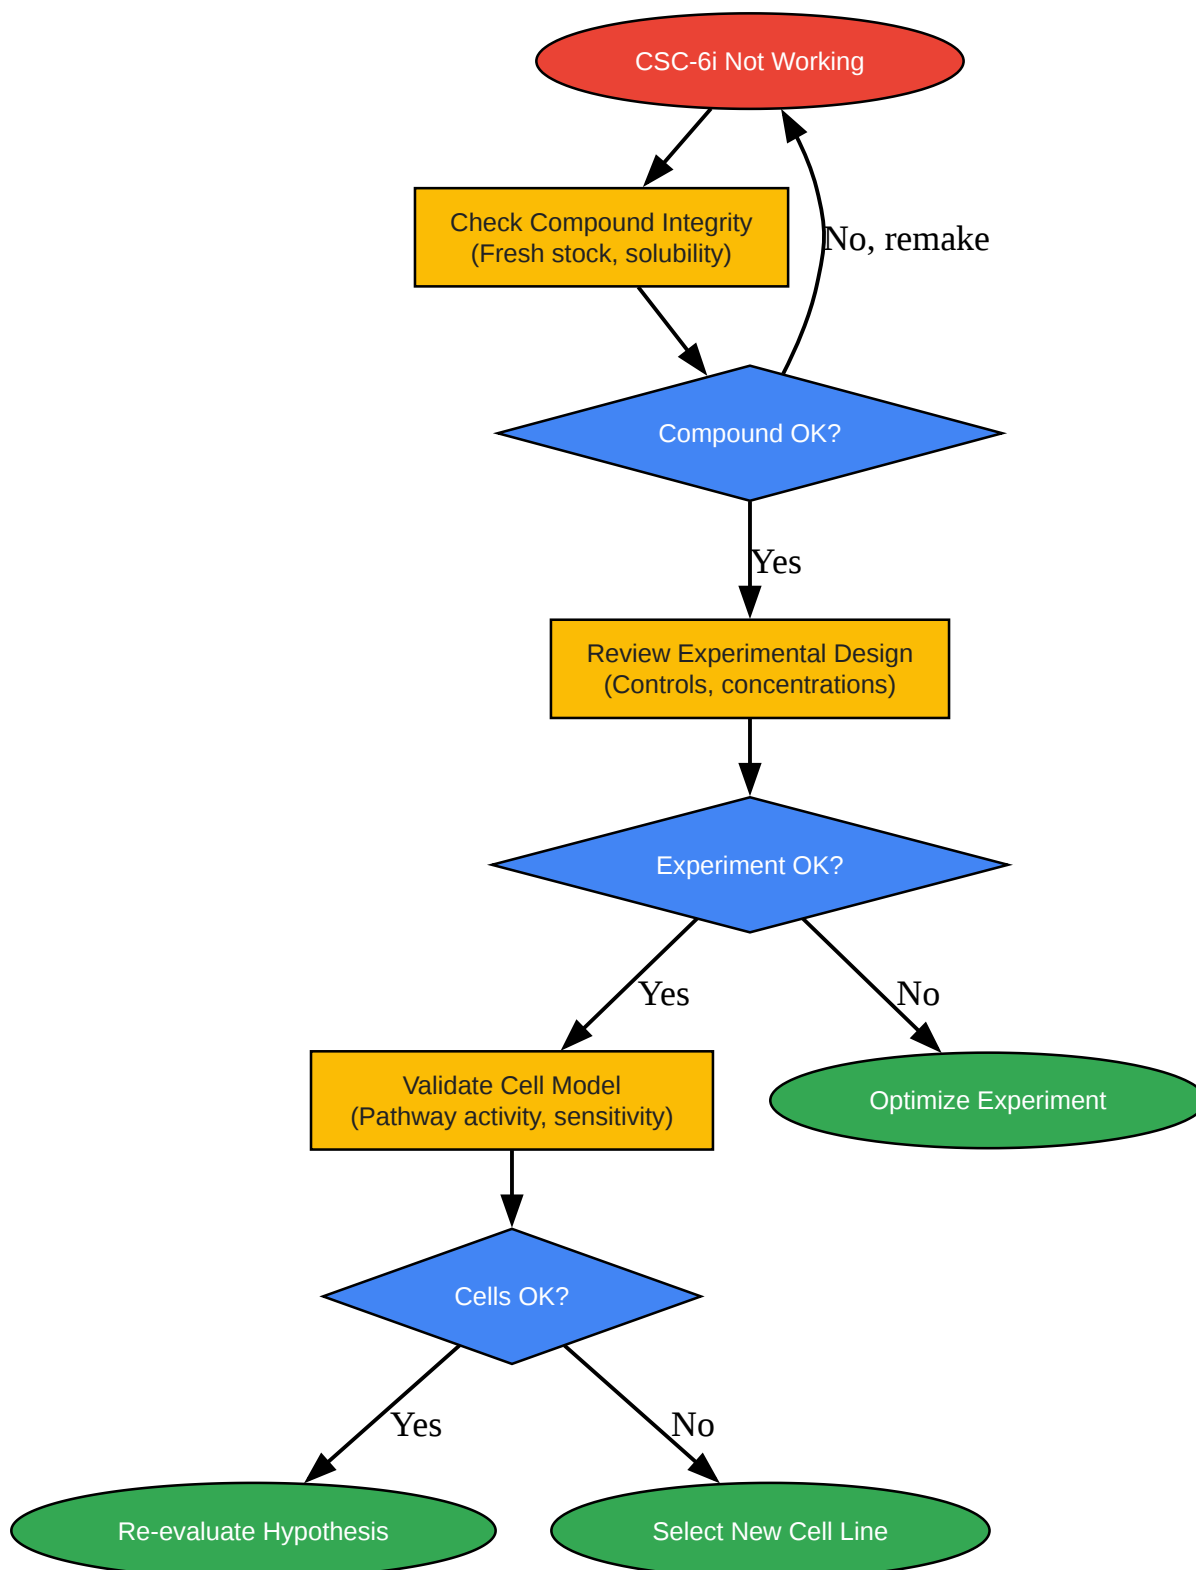 CSC-6i Not Working
Check Compound Integrity
(Fresh stock, solubility)
No, remake
Compound OK?
Yes
Review Experimental Design
(Controls, concentrations)
Experiment OK?
Yes
No
Validate Cell Model
(Pathway activity, sensitivity)
Optimize Experiment
Cells OK?
Yes
No
Re-evaluate Hypothesis
Select New Cell Line